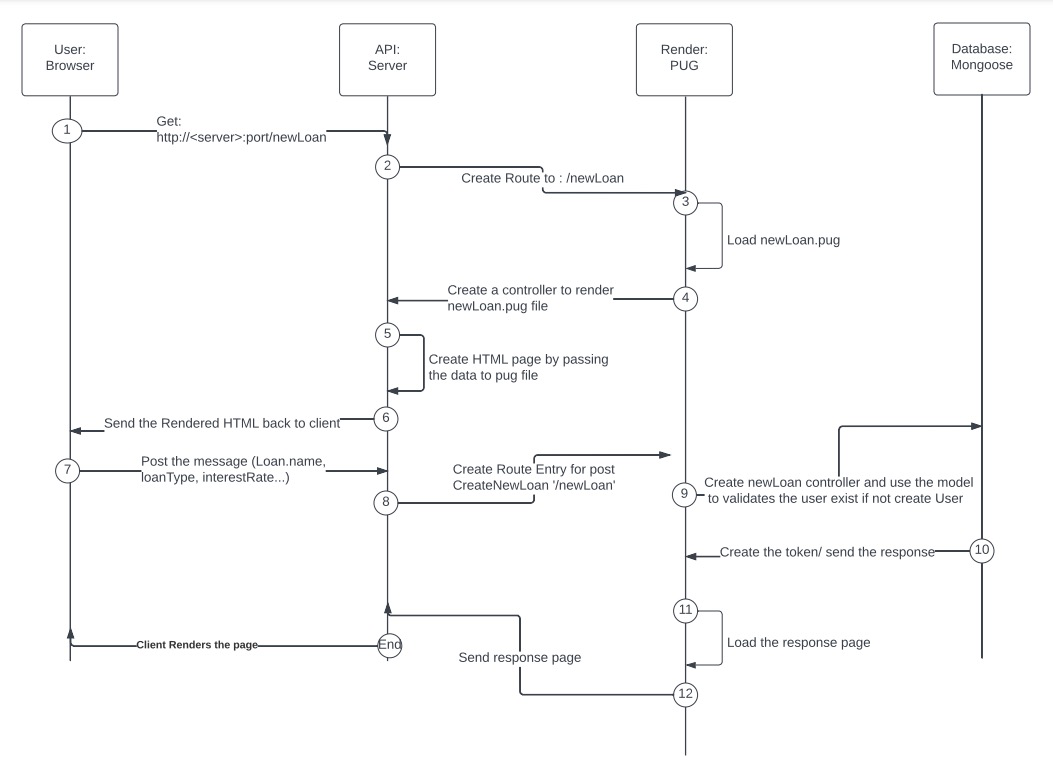 User:
Browser
API:
Server
Render:
PUG
Database:
Mongoose
1
Get:
http://<server>:port/newLoan
2
Create Route to : /newLoan
3
Load newLoan.pug
Create a controller to render
newLoan.pug file
4
5
Create HTML page by passing
the data to pug file
6
Send the Rendered HTML back to client
7
Post the message (Loan.name,
loanType, interestRate...)
8
Create Route Entry for post
CreateNewLoan '/newLoan'
9
Create newLoan controller and use the model
to validates the user exist if not create User
10
Create the token/ send the response
11
Load the response page
End
Client Renders the page
Send response page
12